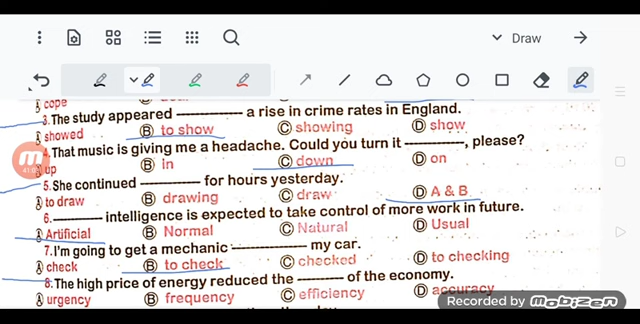 Draw
Ⓐ cope
3.The study appeared ———— a rise in crime rates in England.
Ⓐ showed Ⓑ to show Ⓒ showing Ⓓ show
4.That music is giving me a headache. Could you turn it ————, please?
Ⓐ up Ⓑ in Ⓒ down Ⓓ on
5.She continued ———— for hours yesterday.
Ⓐ to draw Ⓑ drawing Ⓒ draw Ⓓ A & B
6.———— intelligence is expected to take control of more work in future.
Ⓐ Artificial Ⓑ Normal Ⓒ Natural Ⓓ Usual
7.I'm going to get a mechanic ———— my car.
Ⓐ check Ⓑ to check Ⓒ checked Ⓓ to checking
8.The high price of energy reduced the ———— of the economy.
Ⓐ urgency Ⓑ frequency Ⓒ efficiency Ⓓ accuracy
Recorded by Mobizen